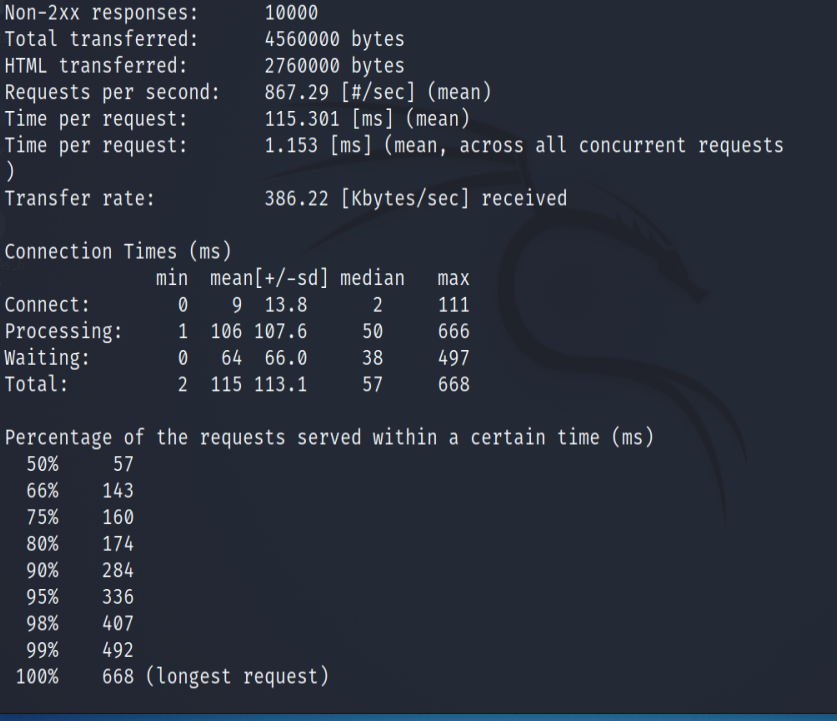 Non-2xx responses:      10000
Total transferred:      4560000 bytes
HTML transferred:       2760000 bytes
Requests per second:    867.29 [#/sec] (mean)
Time per request:       115.301 [ms] (mean)
Time per request:       1.153 [ms] (mean, across all concurrent requests
)
Transfer rate:          386.22 [Kbytes/sec] received

Connection Times (ms)
              min  mean[+/-sd] median   max
Connect:        0    9  13.8      2     111
Processing:     1  106 107.6     50     666
Waiting:        0   64  66.0     38     497
Total:          2  115 113.1     57     668

Percentage of the requests served within a certain time (ms)
  50%     57
  66%    143
  75%    160
  80%    174
  90%    284
  95%    336
  98%    407
  99%    492
 100%    668 (longest request)